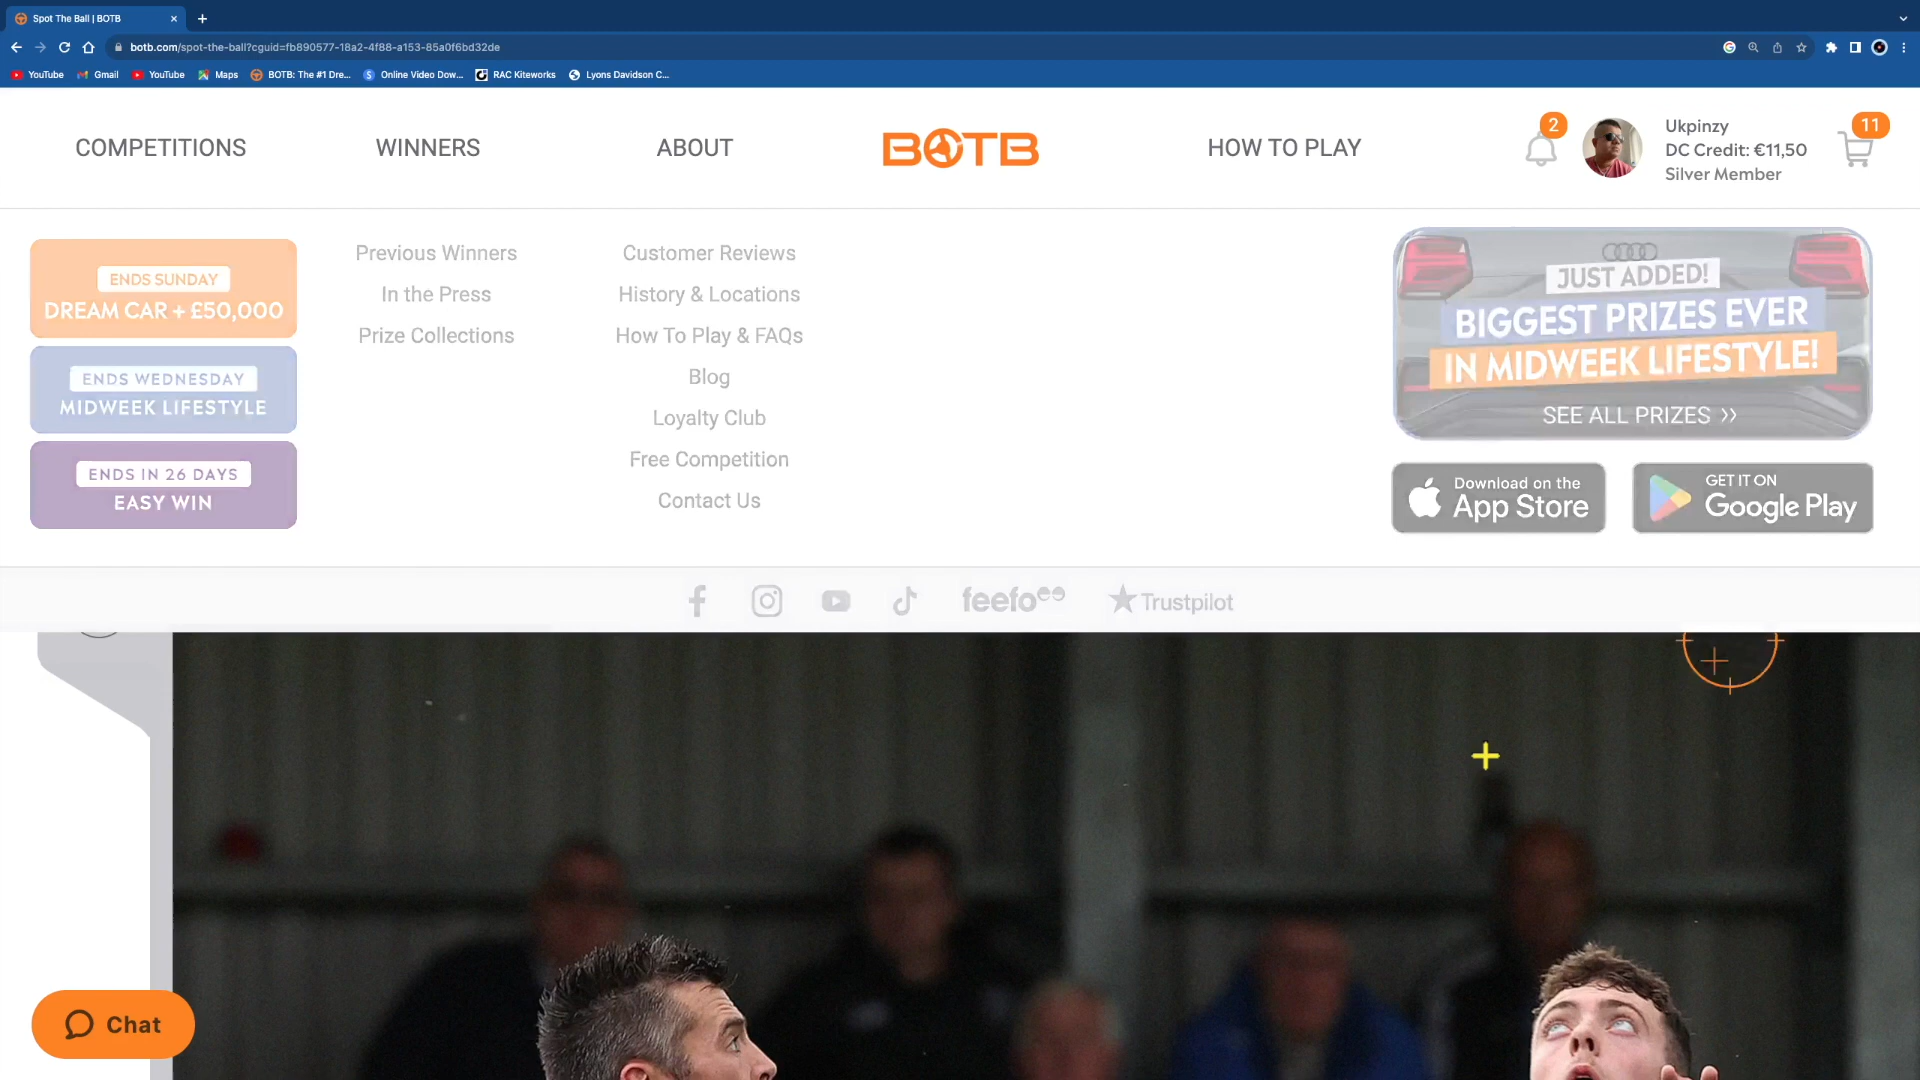 Spot The Ball | BOTB
botb.com/spot-the-ball?cguid=fb890577-18a2-4f88-a153-85a0f6bd32de
YouTube
Gmail
YouTube
Maps
BOTB: The #1 Dre...
Online Video Dow...
RAC Kiteworks
Lyons Davidson C...
COMPETITIONS
WINNERS
ABOUT
BOTB
HOW TO PLAY
2
Ukpinzy
DC Credit: €11,50
Silver Member
11
ENDS SUNDAY
DREAM CAR + £50,000
ENDS WEDNESDAY
MIDWEEK LIFESTYLE
ENDS IN 26 DAYS
EASY WIN
Previous Winners
In the Press
Prize Collections
Customer Reviews
History & Locations
How To Play & FAQs
Blog
Loyalty Club
Free Competition
Contact Us
JUST ADDED!
BIGGEST PRIZES EVER
IN MIDWEEK LIFESTYLE!
SEE ALL PRIZES »
Download on the
App Store
GET IT ON
Google Play
feefo
Trustpilot
Chat